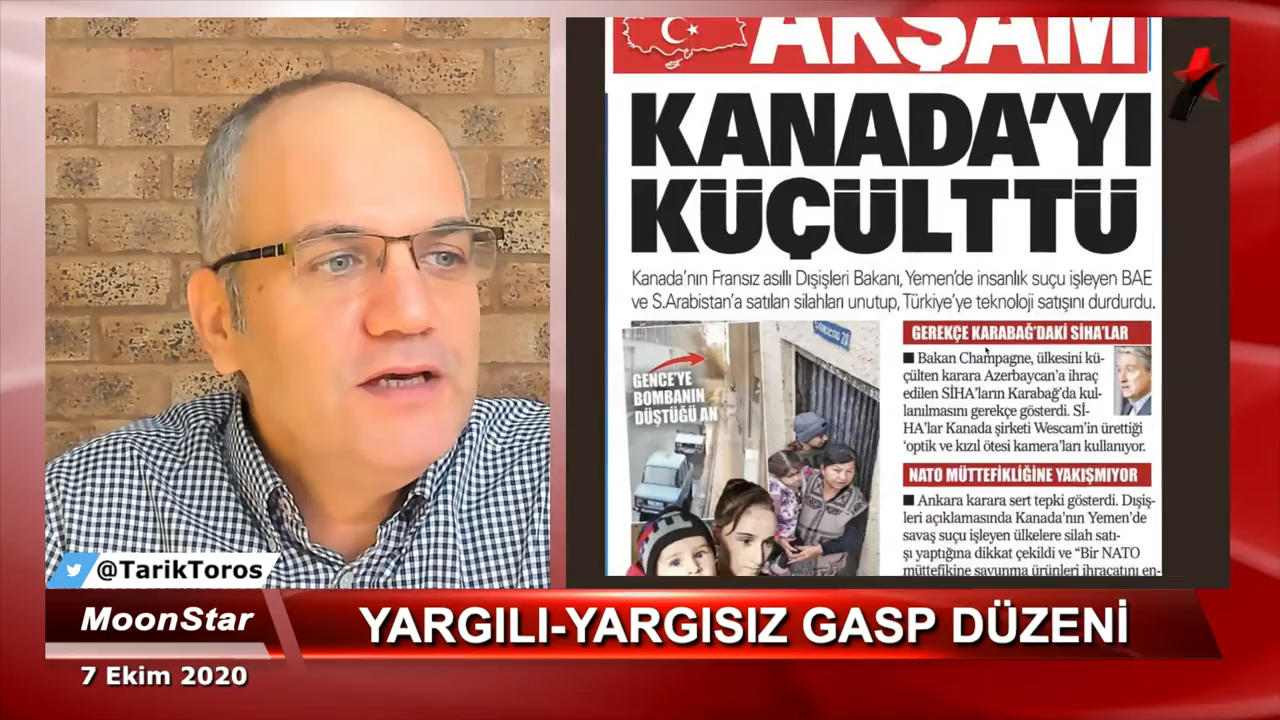 AKŞAM
KANADA'YI
KÜÇÜLTTÜ
Kanada'nın Fransız asıllı Dışişleri Bakanı, Yemen'de insanlık suçu işleyen BAE
ve S.Arabistan'a satılan silahları unutup, Türkiye'ye teknoloji satışını durdurdu.
GENCE'YE
BOMBANIN
DÜŞTÜĞÜ AN
GEREKÇE KARABAĞ'DAKİ SİHA'LAR
■ Bakan Champagne, ülkesini kü-
çülten karara Azerbaycan'a ihraç
edilen SİHA'ların Karabağ'da kul-
lanılmasını gerekçe gösterdi. Sİ-
HA'lar Kanada şirketi Wescam'in ürettiği
'optik ve kızıl ötesi kamera'ları kullanıyor.
NATO MÜTTEFİKLİĞİNE YAKIŞMIYOR
■ Ankara karara sert tepki gösterdi. Dışiş-
leri açıklamasında Kanada'nın Yemen'de
savaş suçu işleyen ülkelere silah satı-
şı yaptığına dikkat çekildi ve "Bir NATO
müttefikine savunma ürünleri ihracatını en-
@TarikToros
MoonStar
YARGILI-YARGISIZ GASP DÜZENİ
7 Ekim 2020